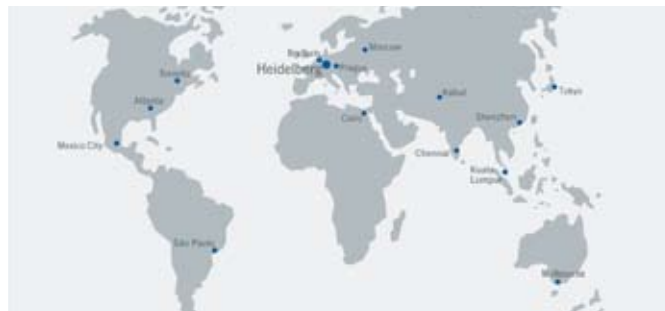 Moscow
Heidelberg
Prague
Toronto
Atlanta
Kabul
Tokyo
Cairo
Shenzhen
Mexico City
Chennai
Kuala
Lumpur
São Paulo
Melbourne